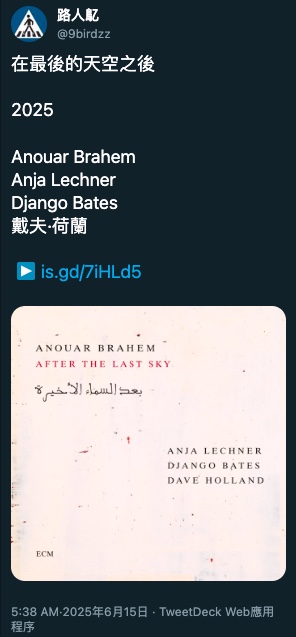 路人鳦
@9birdzz
在最後的天空之後
2025
Anouar Brahem
Anja Lechner
Django Bates
戴夫·荷蘭
is.gd/7iHLd5
ANOUAR BRAHEM
AFTER THE LAST SKY
بعد السماء الأخيرة
ANJA LECHNER
DJANGO BATES
DAVE HOLLAND
ECM
5:38 AM·2025年6月15日 · TweetDeck Web應用
程序